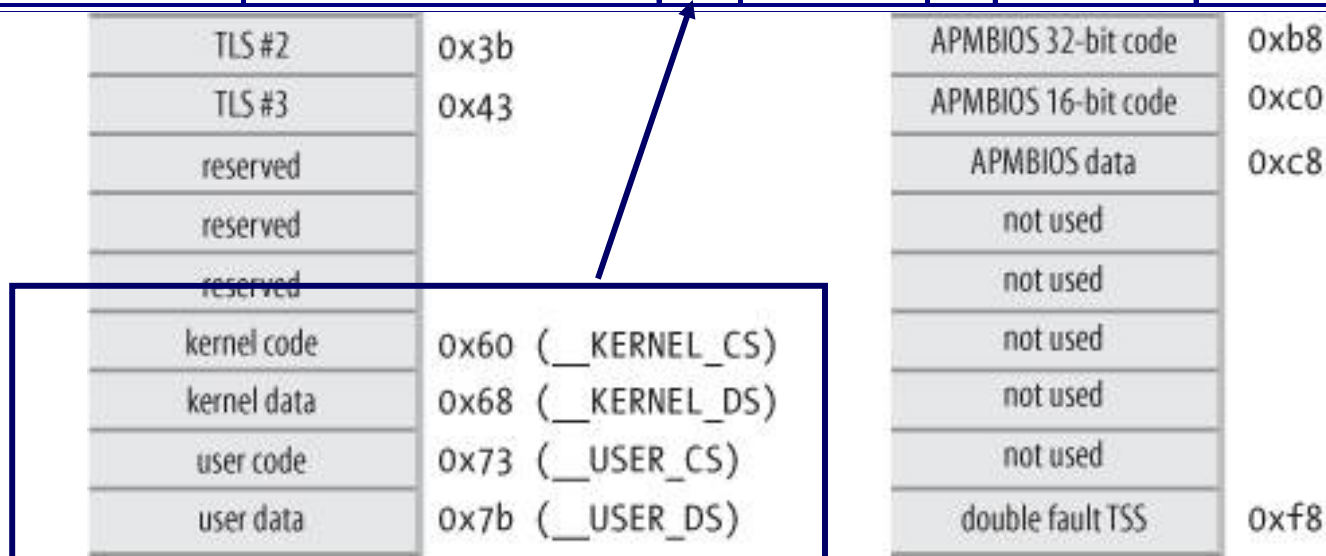 TLS #2 0x3b
TLS #3 0x43
reserved
reserved
reserved
kernel code 0x60 (__KERNEL_CS)
kernel data 0x68 (__KERNEL_DS)
user code 0x73 (__USER_CS)
user data 0x7b (__USER_DS)
APMBIOS 32-bit code 0xb8
APMBIOS 16-bit code 0xc0
APMBIOS data 0xc8
not used
not used
not used
not used
not used
double fault TSS 0xf8